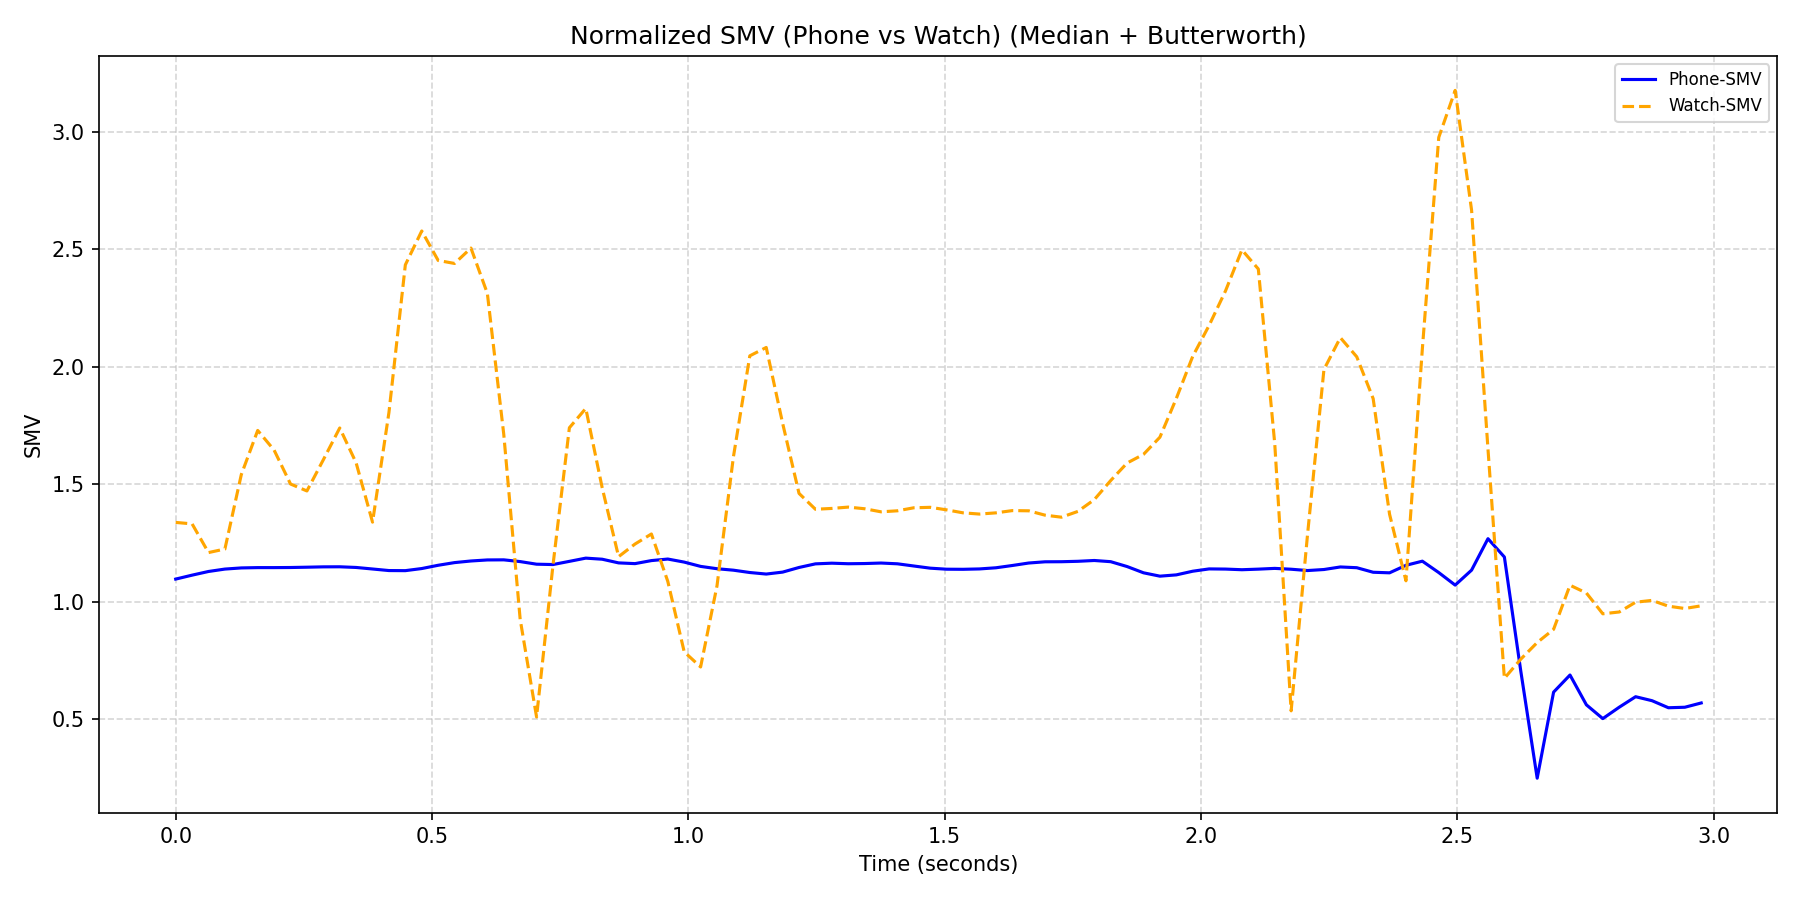 Normalized SMV (Phone vs Watch) (Median + Butterworth)
Phone-SMV
Watch-SMV
SMV
3.0
2.5
2.0
1.5
1.0
0.5
0.0 0.5 1.0 1.5 2.0 2.5 3.0
Time (seconds)